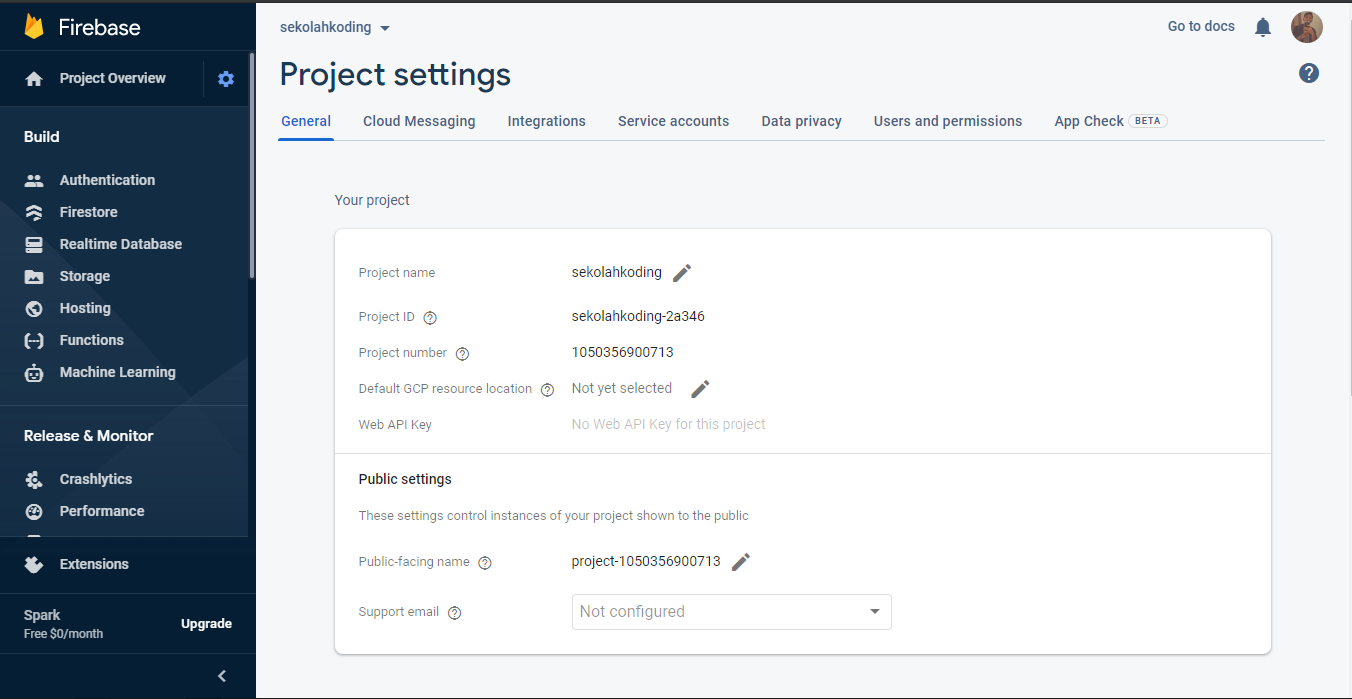 Firebase
Project Overview
Build
Authentication
Firestore
Realtime Database
Storage
Hosting
Functions
Machine Learning
Release & Monitor
Crashlytics
Performance
Extensions
Spark
Free $0/month
Upgrade
sekolahkoding
Go to docs
Project settings
General Cloud Messaging Integrations Service accounts Data privacy Users and permissions App Check BETA
Your project
Project name sekolahkoding
Project ID sekolahkoding-2a346
Project number 1050356900713
Default GCP resource location Not yet selected
Web API Key No Web API Key for this project
Public settings
These settings control instances of your project shown to the public
Public-facing name project-1050356900713
Support email Not configured